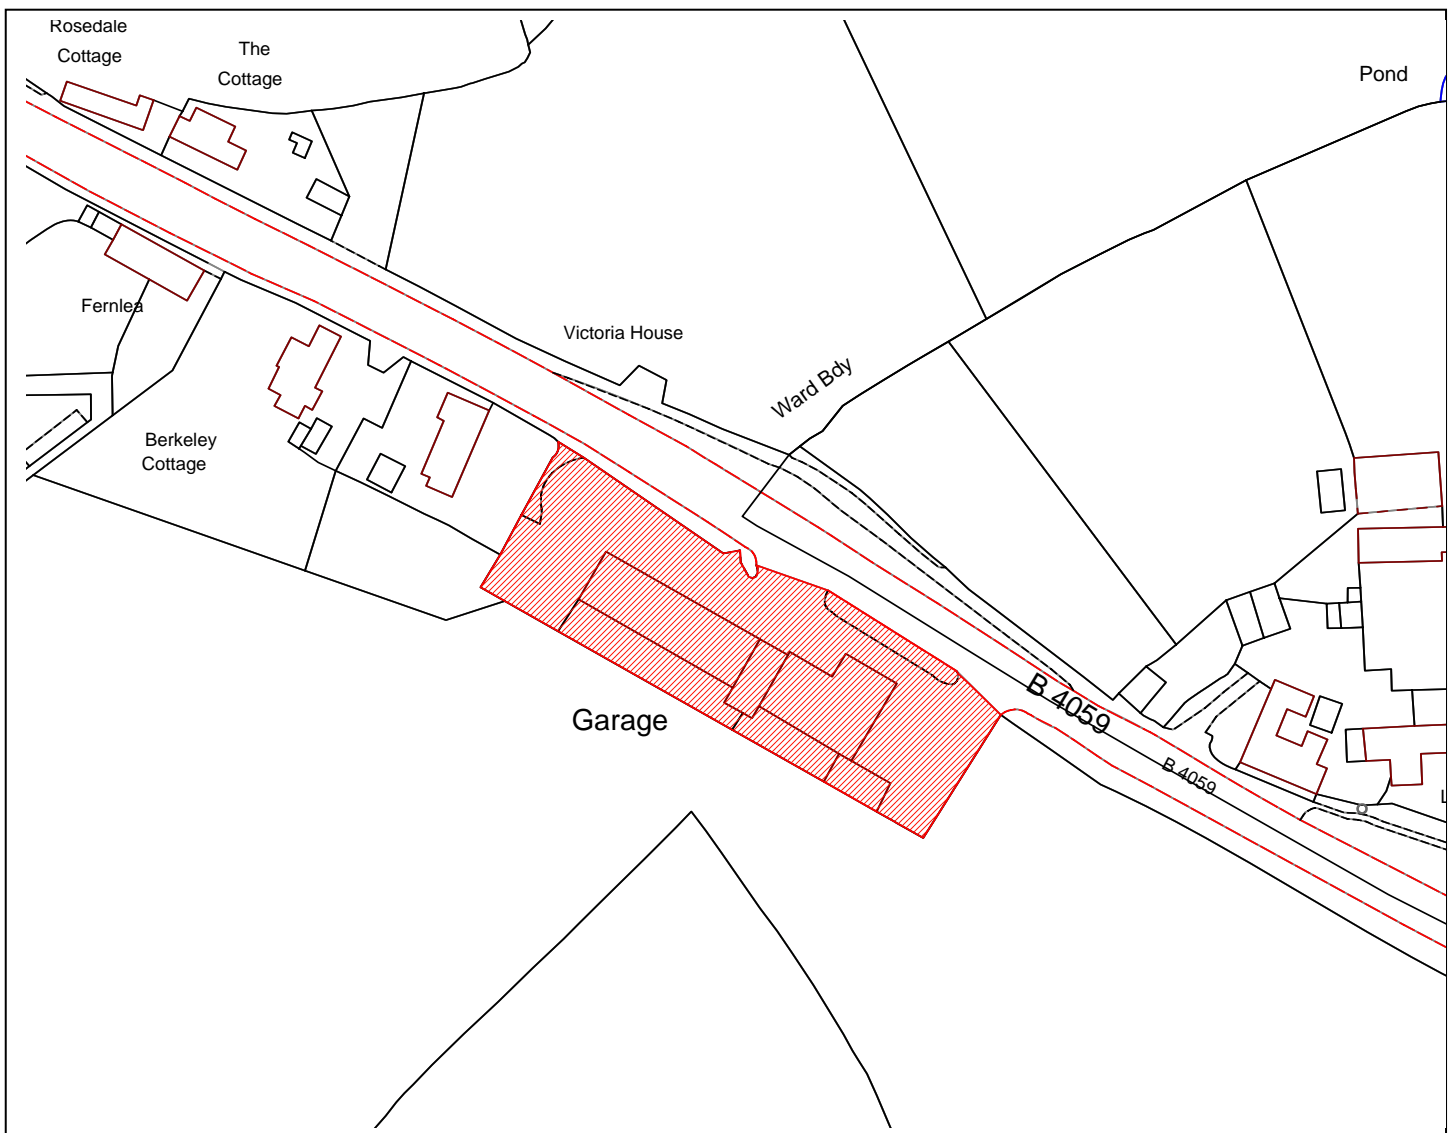 Rosedale
Cottage
The
Cottage
Pond
Fernlea
Victoria House
Ward Bdy
Berkeley
Cottage
Garage
B 4059
B 4059
L